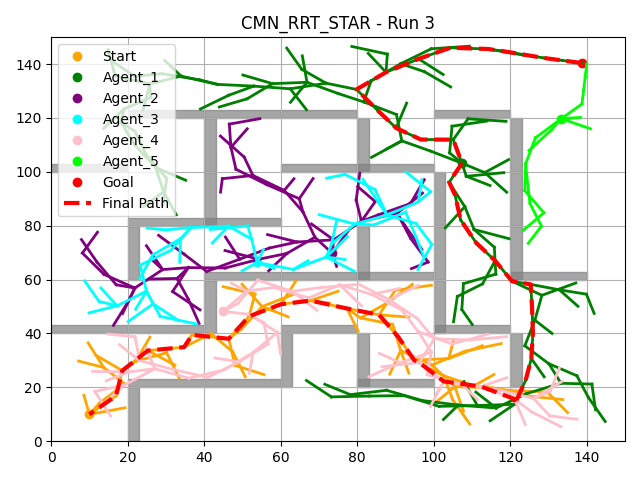 CMN_RRT_STAR - Run 3
140
120
100
80
60
40
20
0
Start
Agent_1
Agent_2
Agent_3
Agent_4
Agent_5
Goal
Final Path
0 20 40 60 80 100 120 140